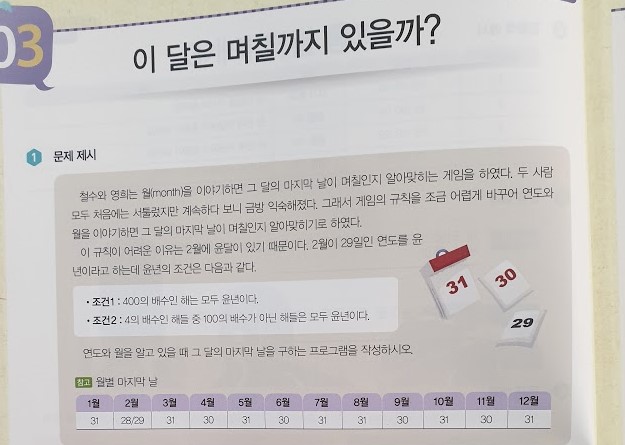 03
이 달은 며칠까지 있을까?
1 문제 제시
철수와 영희는 월(month)을 이야기하면 그 달의 마지막 날이 며칠인지 알아맞히는 게임을 하였다. 두 사람
모두 처음에는 서툴렀지만 계속하다 보니 금방 익숙해졌다. 그래서 게임의 규칙을 조금 어렵게 바꾸어 연도와
월을 이야기하면 그 달의 마지막 날이 며칠인지 알아맞히기로 하였다.
이 규칙이 어려운 이유는 2월에 윤달이 있기 때문이다. 2월이 29일인 연도를 윤
년이라고 하는데 윤년의 조건은 다음과 같다.
• 조건1 : 400의 배수인 해는 모두 윤년이다.
• 조건2 : 4의 배수인 해들 중 100의 배수가 아닌 해들은 모두 윤년이다.
31
30
29
연도와 월을 알고 있을 때 그 달의 마지막 날을 구하는 프로그램을 작성하시오.
참고 월별 마지막 날
1월 2월 3월 4월 5월 6월 7월 8월 9월 10월 11월 12월
31 28/29 31 30 31 30 31 31 30 31 30 31